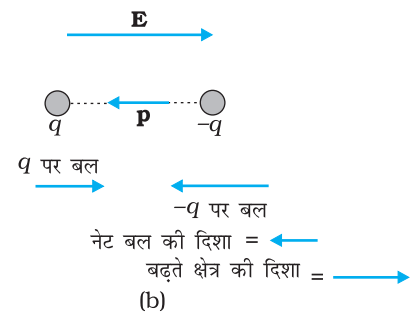 E
q
p
–q
q पर बल
–q पर बल
नेट बल की दिशा =
बढ़ते क्षेत्र की दिशा =
(b)